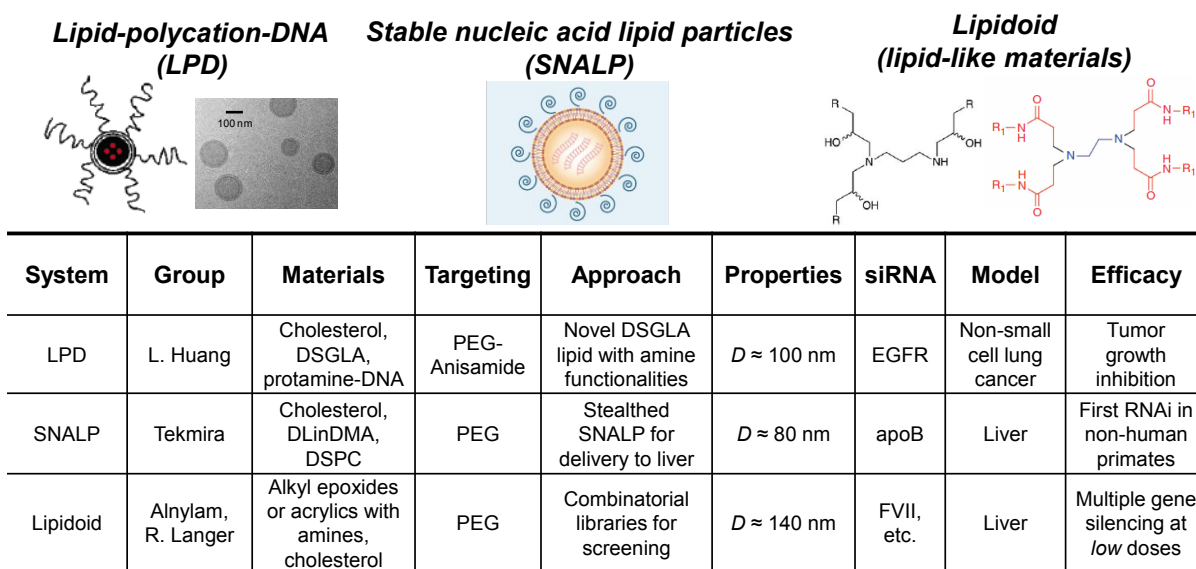 Lipid-polycation-DNA
(LPD)
Stable nucleic acid lipid particles
(SNALP)
Lipidoid
(lipid-like materials)
100 nm
R
OH
N
OH
R
NH
OH
R
O
R₁
N
H
O
N
H
R₁
N
N
R₁
H
N
O
H
N
R₁
O
System
Group
Materials
Targeting
Approach
Properties
siRNA
Model
Efficacy
LPD
L. Huang
Cholesterol,
DSGLA,
protamine-DNA
PEG-
Anisamide
Novel DSGLA
lipid with amine
functionalities
D ≈ 100 nm
EGFR
Non-small
cell lung
cancer
Tumor
growth
inhibition
SNALP
Tekmira
Cholesterol,
DLinDMA,
DSPC
PEG
Stealthed
SNALP for
delivery to liver
D ≈ 80 nm
apoB
Liver
First RNAi in
non-human
primates
Lipidoid
Alnylam,
R. Langer
Alkyl epoxides
or acrylics with
amines,
cholesterol
PEG
Combinatorial
libraries for
screening
D ≈ 140 nm
FVII,
etc.
Liver
Multiple gene
silencing at
low doses